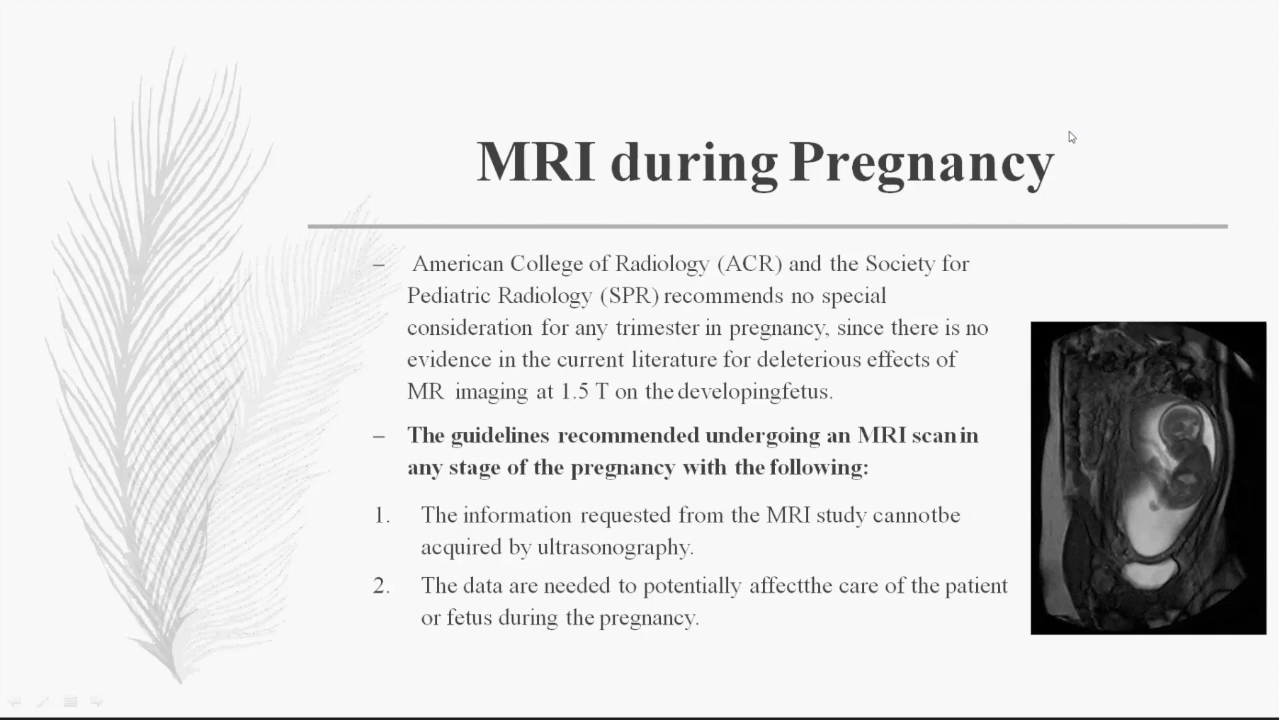 MRI during Pregnancy
– American College of Radiology (ACR) and the Society for
Pediatric Radiology (SPR) recommends no special
consideration for any trimester in pregnancy, since there is no
evidence in the current literature for deleterious effects of
MR imaging at 1.5 T on the developingfetus.
– The guidelines recommended undergoing an MRI scan in
any stage of the pregnancy with the following:
1. The information requested from the MRI study cannotbe
acquired by ultrasonography.
2. The data are needed to potentially affectthe care of the patient
or fetus during the pregnancy.